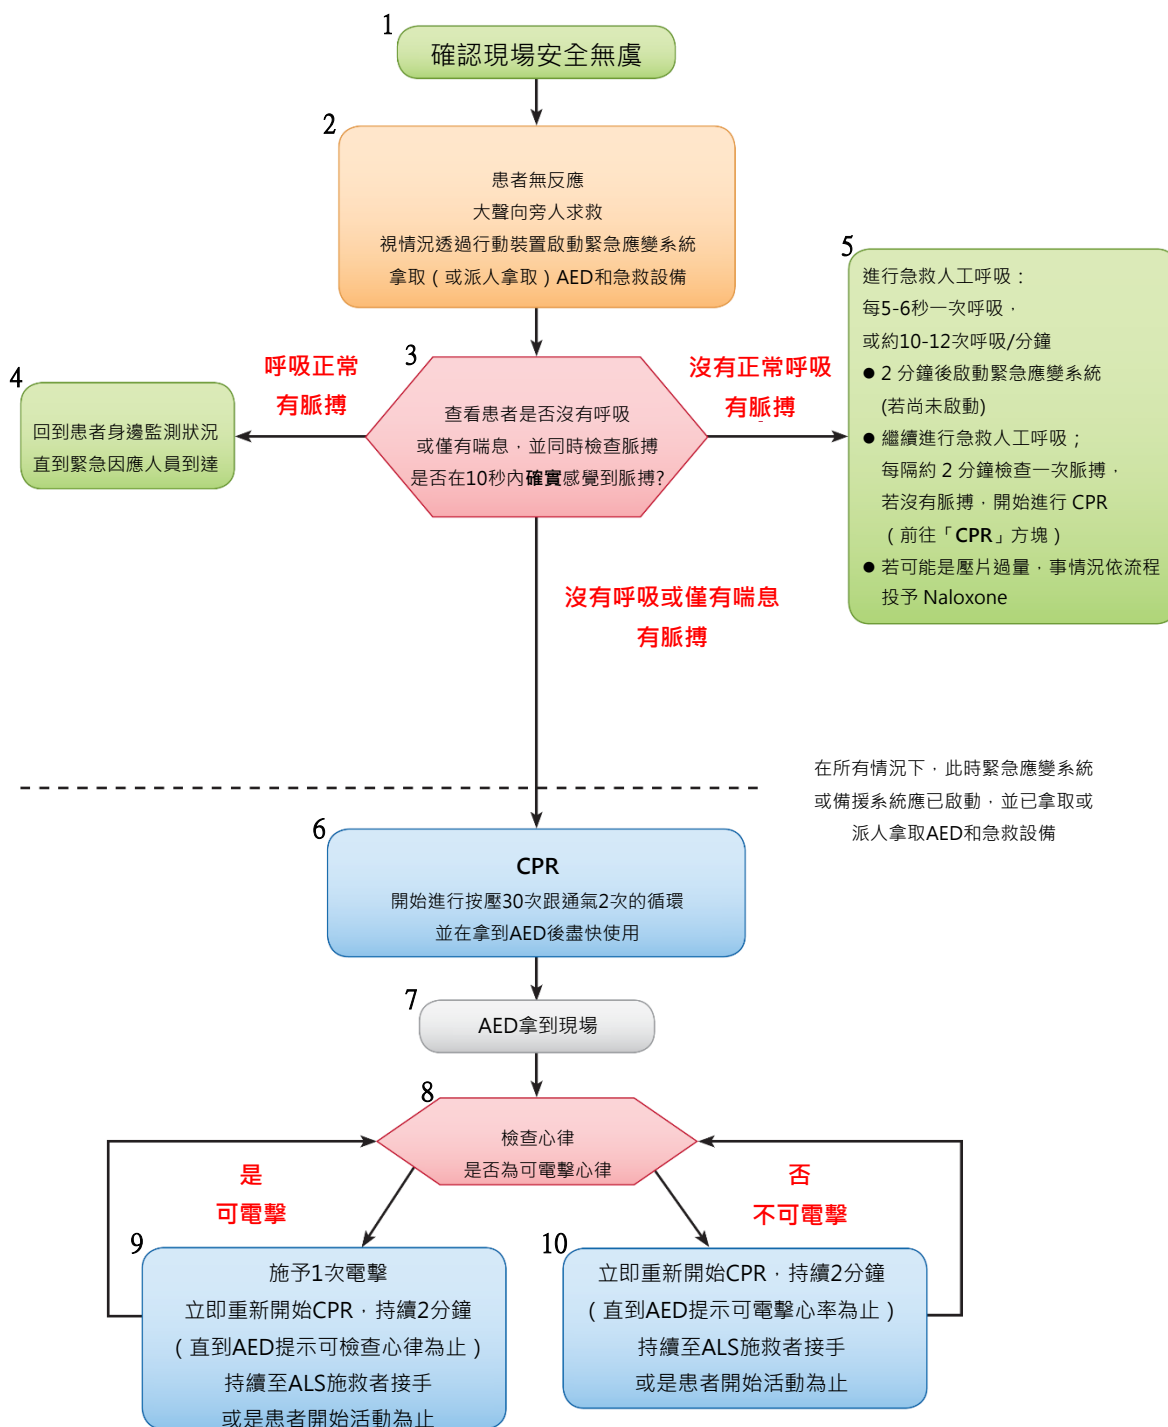 1
確認現場安全無虞
2
患者無反應
大聲向旁人求救
視情況透過行動裝置啟動緊急應變系統
拿取(或派人拿取)AED和急救設備
3
查看患者是否沒有呼吸
或僅有喘息，並同時檢查脈搏
是否在10秒內確實感覺到脈搏?
呼吸正常
有脈搏
4
回到患者身邊監測狀況
直到緊急因應人員到達
沒有正常呼吸
有脈搏
5
進行急救人工呼吸：
每5-6秒一次呼吸，
或約10-12次呼吸/分鐘
● 2 分鐘後啟動緊急應變系統
(若尚未啟動)
● 繼續進行急救人工呼吸；
每隔約 2 分鐘檢查一次脈搏，
若沒有脈搏，開始進行 CPR
(前往「CPR」方塊)
● 若可能是壓片過量，事情況依流程
投予 Naloxone
沒有呼吸或僅有喘息
有脈搏
在所有情況下，此時緊急應變系統
或備援系統應已啟動，並已拿取或
派人拿取AED和急救設備
6
CPR
開始進行按壓30次跟通氣2次的循環
並在拿到AED後盡快使用
7
AED拿到現場
8
檢查心律
是否為可電擊心律
是
可電擊
否
不可電擊
9
施予1次電擊
立即重新開始CPR，持續2分鐘
(直到AED提示可檢查心律為止)
持續至ALS施救者接手
或是患者開始活動為止
10
立即重新開始CPR，持續2分鐘
(直到AED提示可電擊心率為止)
持續至ALS施救者接手
或是患者開始活動為止